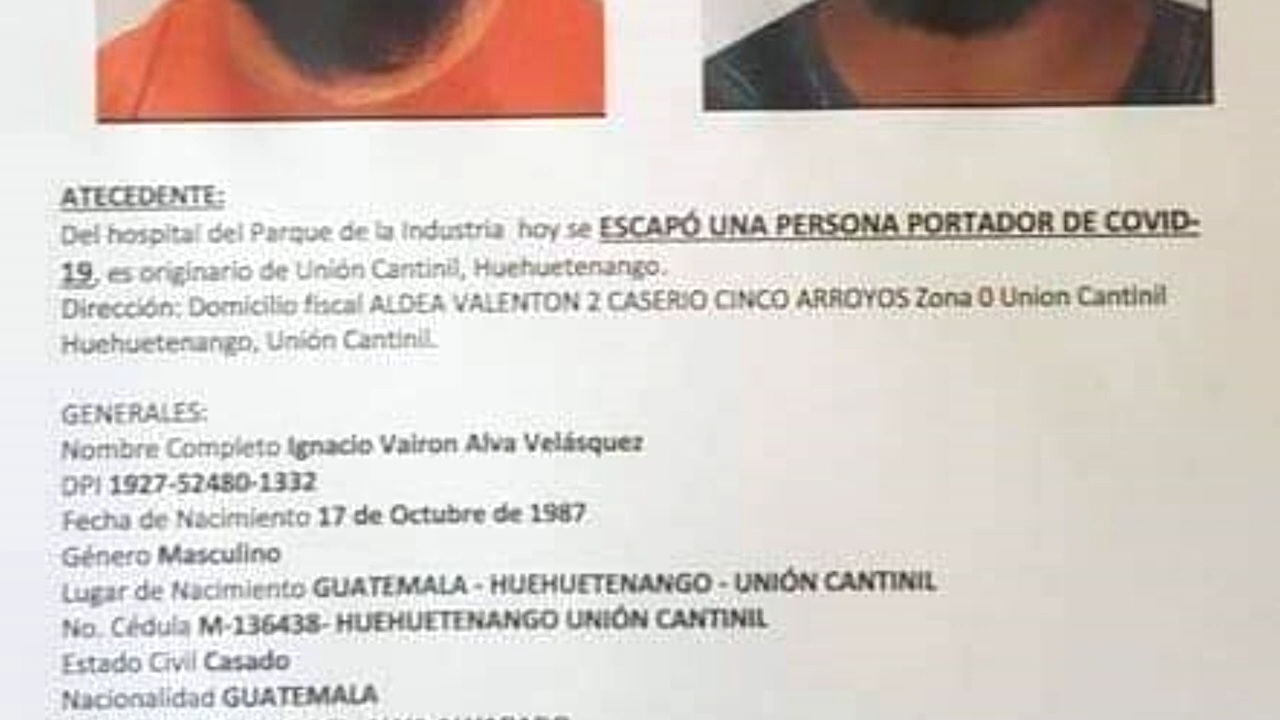 ATECEDENTE:
Del hospital del Parque de la Industria hoy se ESCAPÓ UNA PERSONA PORTADOR DE COVID-
19, es originario de Unión Cantinil, Huehuetenango.
Dirección: Domicilio fiscal ALDEA VALENTON 2 CASERIO CINCO ARROYOS Zona 0 Union Cantinil
Huehuetenango, Unión Cantinil.
GENERALES:
Nombre Completo Ignacio Vairon Alva Velásquez
DPI 1927-52480-1332
Fecha de Nacimiento 17 de Octubre de 1987
Género Masculino
Lugar de Nacimiento GUATEMALA - HUEHUETENANGO - UNIÓN CANTINIL
No. Cédula M-136438- HUEHUETENANGO UNIÓN CANTINIL
Estado Civil Casado
Nacionalidad GUATEMALA